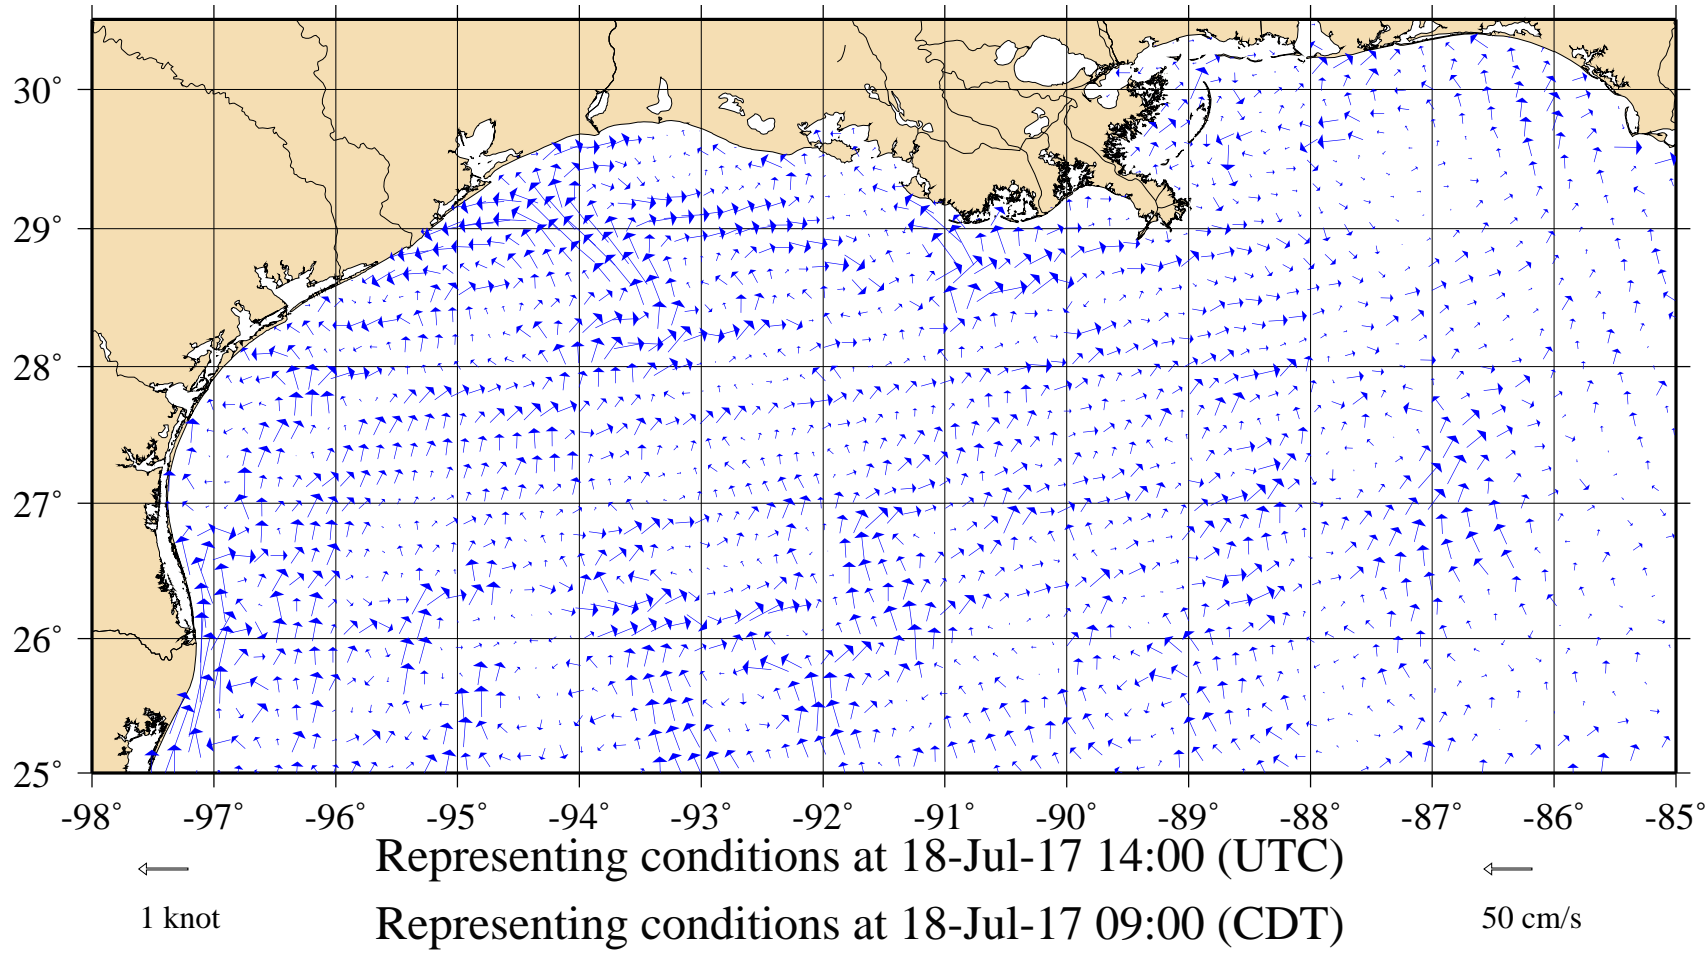 30°
29°
28°
27°
26°
25°
-98° -97° -96° -95° -94° -93° -92° -91° -90° -89° -88° -87° -86° -85°
Representing conditions at 18-Jul-17 14:00 (UTC)
1 knot Representing conditions at 18-Jul-17 09:00 (CDT) 50 cm/s